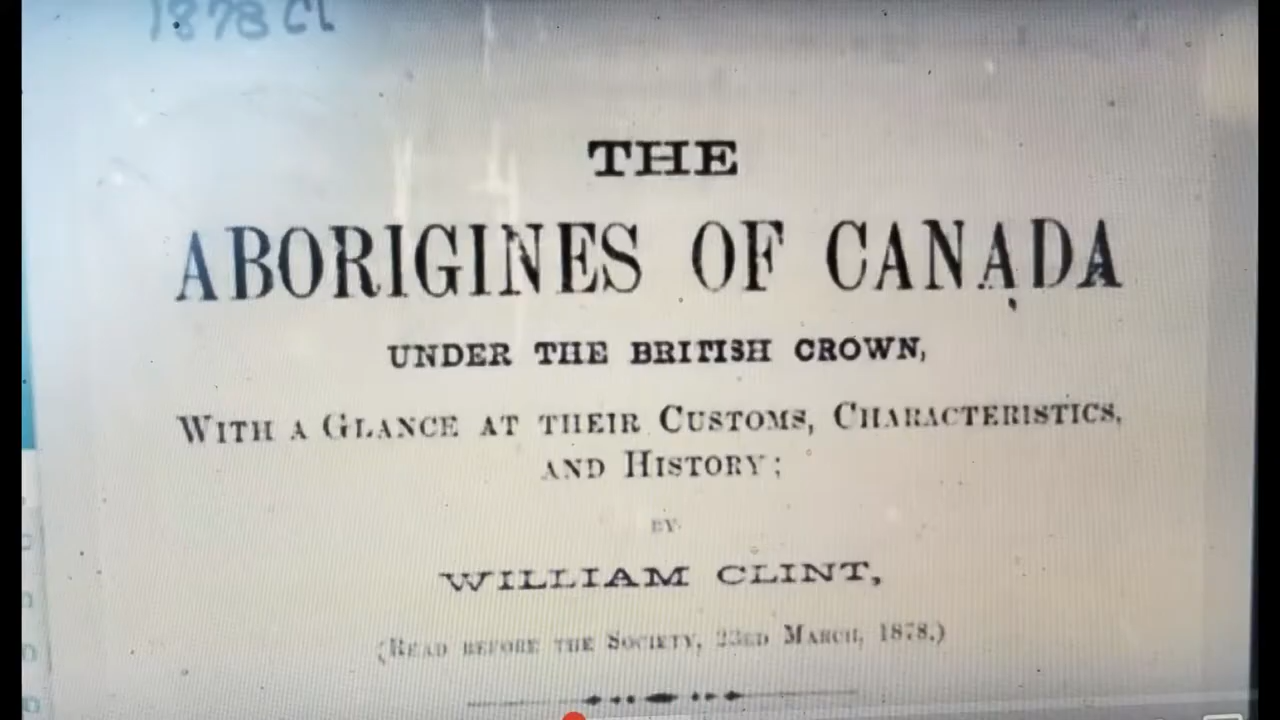 1878 CL
THE
ABORIGINES OF CANADA
UNDER THE BRITISH CROWN,
WITH A GLANCE AT THEIR CUSTOMS, CHARACTERISTICS,
AND HISTORY;
BY
WILLIAM CLINT,
(READ BEFORE THE SOCIETY, 23RD MARCH, 1878.)